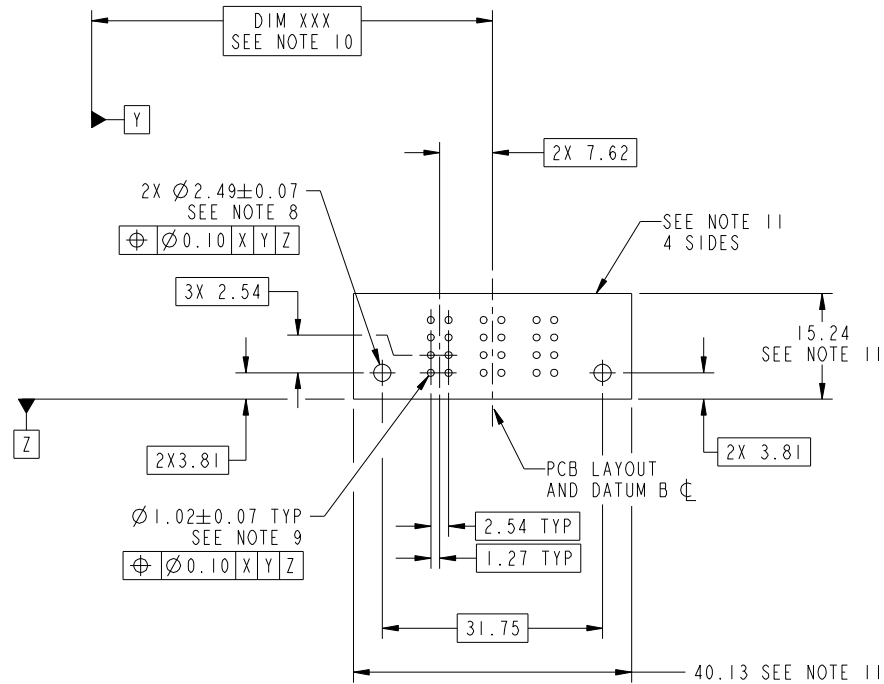 DIM XXX
SEE NOTE 10
Y
2X 7.62
2X Ø2.49±0.07
SEE NOTE 8
⌖ Ø0.10 X Y Z
SEE NOTE 11
4 SIDES
3X 2.54
15.24
SEE NOTE 11
Z
2X3.81
2X 3.81
PCB LAYOUT
AND DATUM B ℄
Ø1.02±0.07 TYP
SEE NOTE 9
⌖ Ø0.10 X Y Z
2.54 TYP
1.27 TYP
31.75
40.13 SEE NOTE 11